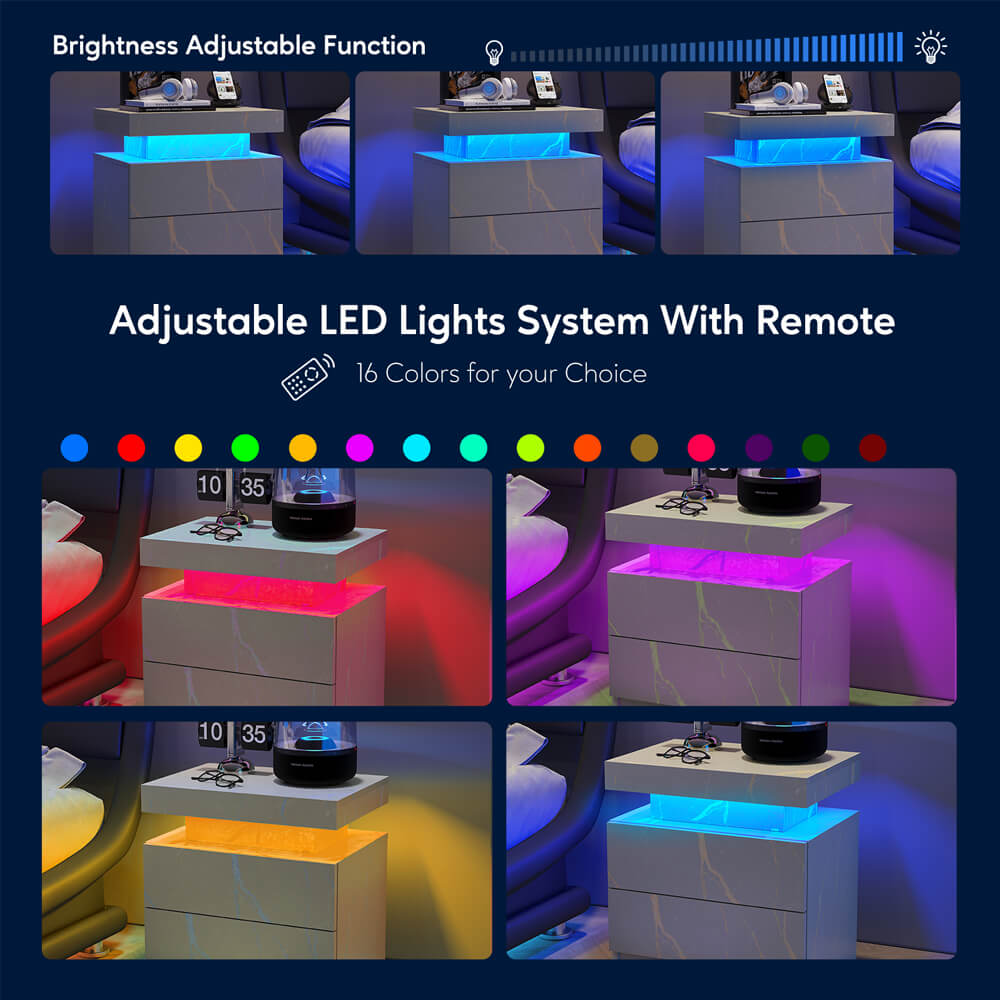 Brightness Adjustable Function
Adjustable LED Lights System With Remote
16 Colors for your Choice
10 35
10 35